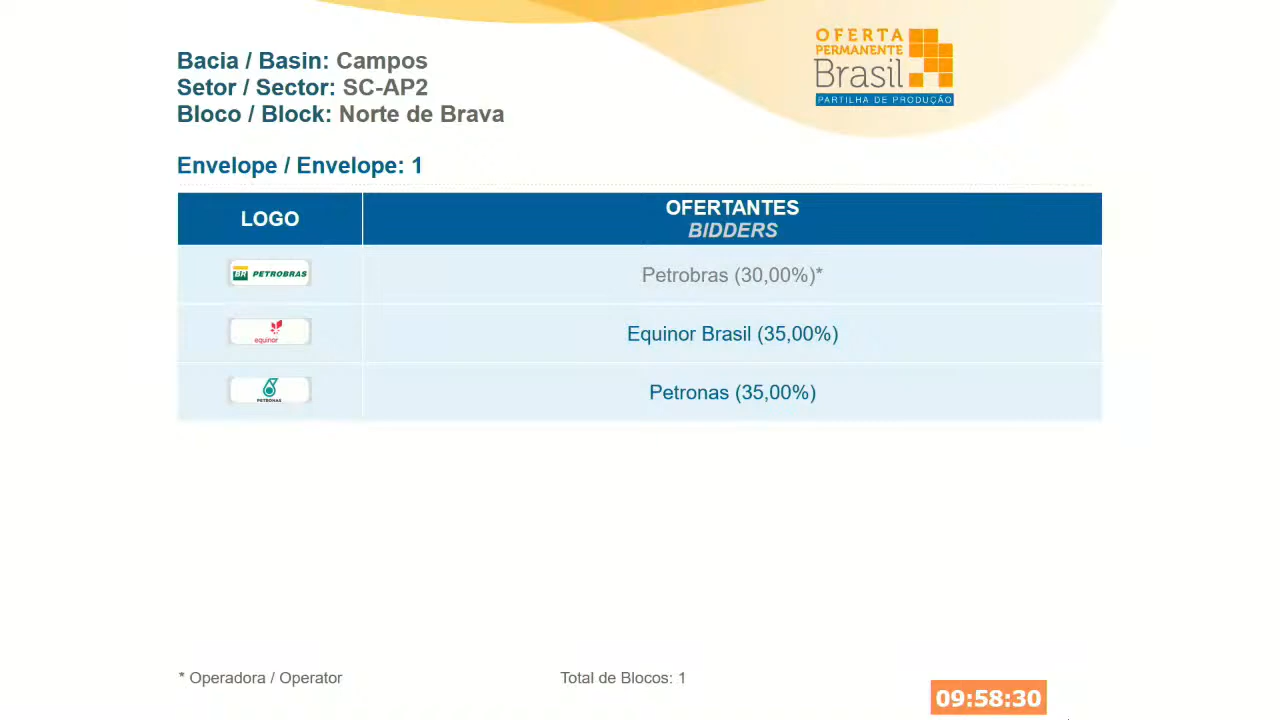 OFERTA
PERMANENTE
Brasil
PARTILHA DE PRODUÇÃO
Bacia / Basin: Campos
Setor / Sector: SC-AP2
Bloco / Block: Norte de Brava
Envelope / Envelope: 1
LOGO
OFERTANTES
BIDDERS
BR PETROBRAS
Petrobras (30,00%)*
equinor
Equinor Brasil (35,00%)
PETRONAS
Petronas (35,00%)
* Operadora / Operator
Total de Blocos: 1
09:58:30